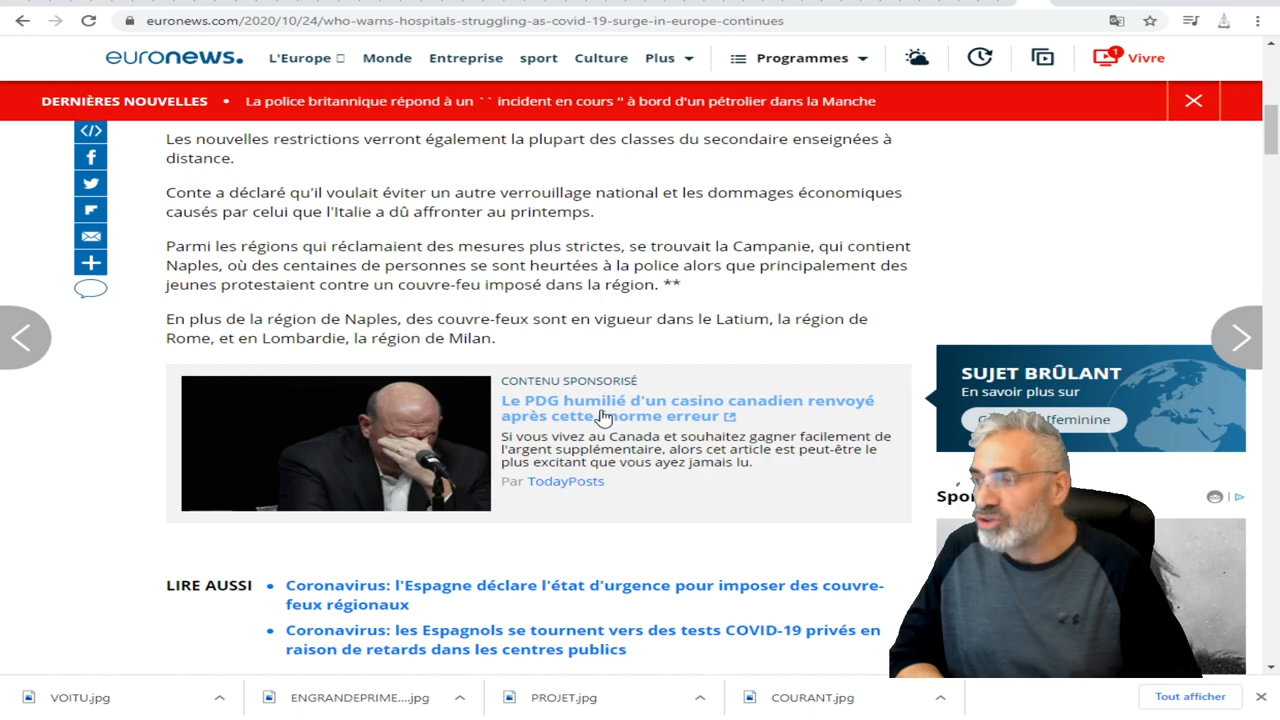 euronews.com/2020/10/24/who-warns-hospitals-struggling-as-covid-19-surge-in-europe-continues
euronews.
L'Europe Monde Entreprise sport Culture Plus Programmes 1 Vivre
DERNIÈRES NOUVELLES • La police britannique répond à un `` incident en cours '' à bord d'un pétrolier dans la Manche
Les nouvelles restrictions verront également la plupart des classes du secondaire enseignées à
distance.
Conte a déclaré qu'il voulait éviter un autre verrouillage national et les dommages économiques
causés par celui que l'Italie a dû affronter au printemps.
Parmi les régions qui réclamaient des mesures plus strictes, se trouvait la Campanie, qui contient
Naples, où des centaines de personnes se sont heurtées à la police alors que principalement des
jeunes protestaient contre un couvre-feu imposé dans la région. **
En plus de la région de Naples, des couvre-feux sont en vigueur dans le Latium, la région de
Rome, et en Lombardie, la région de Milan.
CONTENU SPONSORISÉ
Le PDG humilié d'un casino canadien renvoyé
après cette norme erreur
Si vous vivez au Canada et souhaitez gagner facilement de
l'argent supplémentaire, alors cet article est peut-être le
plus excitant que vous ayez jamais lu.
Par TodayPosts
SUJET BRÛLANT
En savoir plus sur
ffeminine
Spo
LIRE AUSSI • Coronavirus: l'Espagne déclare l'état d'urgence pour imposer des couvre-
feux régionaux
• Coronavirus: les Espagnols se tournent vers des tests COVID-19 privés en
raison de retards dans les centres publics
VOITU.jpg ENGRANDEPRIME....jpg PROJET.jpg COURANT.jpg Tout afficher